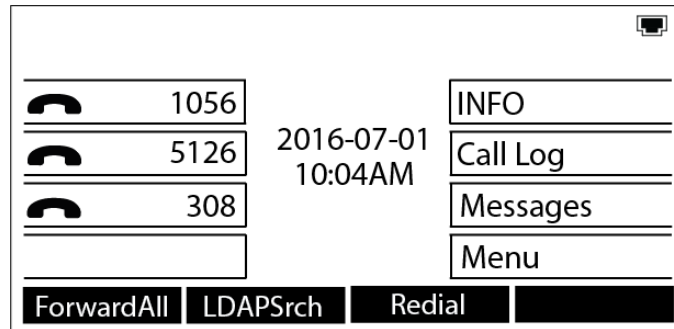 1056
INFO
5126
2016-07-01
10:04AM
Call Log
308
Messages
Menu
ForwardAll
LDAPSrch
Redial